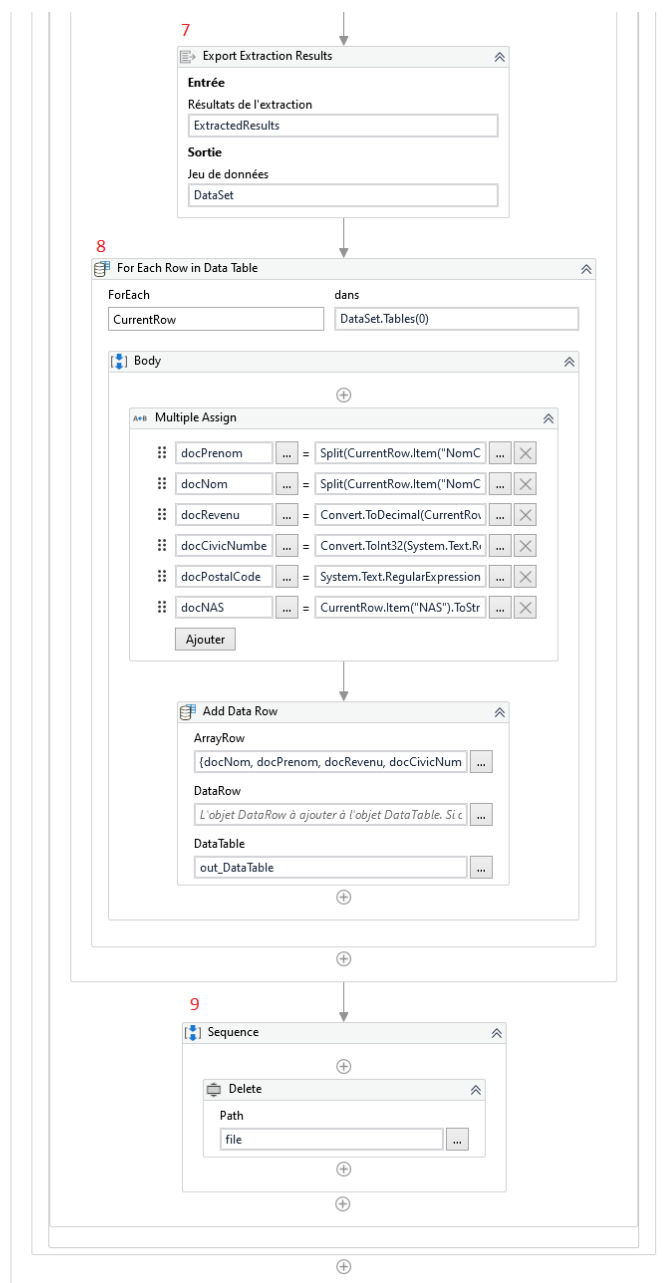 7
Export Extraction Results
Entrée
Résultats de l'extraction
ExtractedResults
Sortie
Jeu de données
DataSet
8
For Each Row in Data Table
ForEach dans
CurrentRow DataSet.Tables(0)
Body
A+B Multiple Assign
docPrenom ... = Split(CurrentRow.Item("NomC ...
docNom ... = Split(CurrentRow.Item("NomC ...
docRevenu ... = Convert.ToDecimal(CurrentRov ...
docCivicNumbe ... = Convert.ToInt32(System.Text.Re ...
docPostalCode ... = System.Text.RegularExpression ...
docNAS ... = CurrentRow.Item("NAS").ToStr ...
Ajouter
Add Data Row
ArrayRow
{docNom, docPrenom, docRevenu, docCivicNum ...
DataRow
L'objet DataRow à ajouter à l'objet DataTable. Si c ...
DataTable
out_DataTable ...
9
Sequence
Delete
Path
file ...